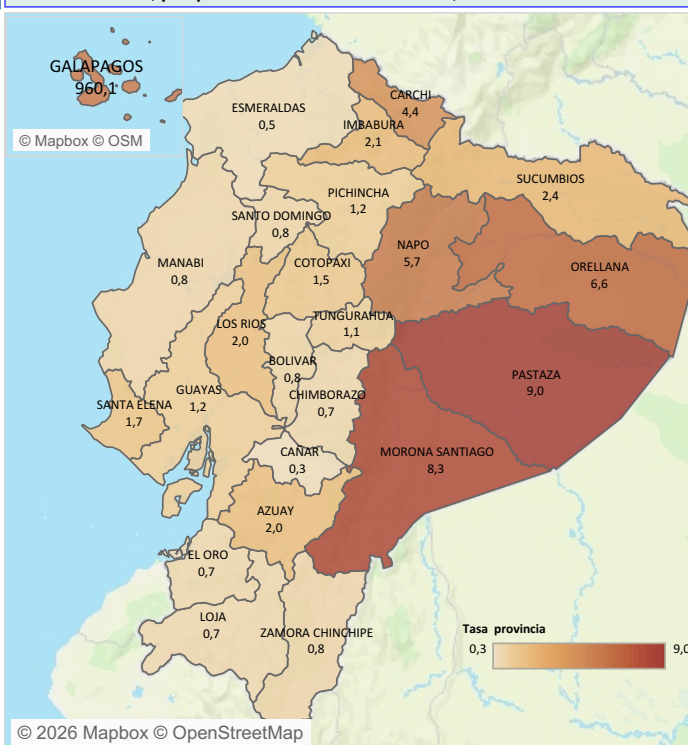 GALAPAGOS
960,1
© Mapbox © OSM
ESMERALDAS
0,5
CARCHI
4,4
IMBABURA
2,1
SUCUMBIOS
2,4
PICHINCHA
1,2
SANTO DOMINGO
0,8
NAPO
5,7
MANABI
0,8
COTOPAXI
1,5
ORELLANA
6,6
LOS RIOS
2,0
TUNGURAHUA
1,1
BOLIVAR
0,8
PASTAZA
9,0
GUAYAS
1,2
CHIMBORAZO
0,7
SANTA ELENA
1,7
CAÑAR
0,3
MORONA SANTIAGO
8,3
AZUAY
2,0
EL ORO
0,7
LOJA
0,7
ZAMORA CHINCHIPE
0,8
Tasa provincia
0,3 9,0
© 2026 Mapbox © OpenStreetMap